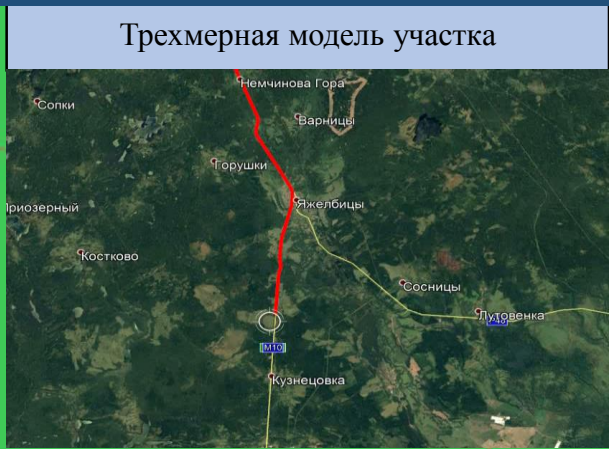 Трехмерная модель участка
Немчинова Гора
Сопки
Варницы
Горушки
Яжелбицы
Приозерный
Костково
Сосницы
Лутовенка
М10
Кузнецовка